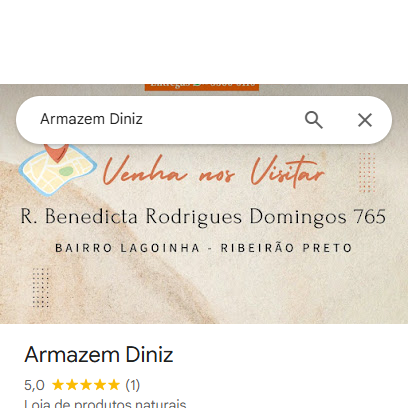 Armazem Diniz
Venha nos Visitar
R. Benedicta Rodrigues Domingos 765
BAIRRO LAGOINHA - RIBEIRÃO PRETO
Armazem Diniz
5,0 ★★★★★ (1)
Loja de produtos naturais